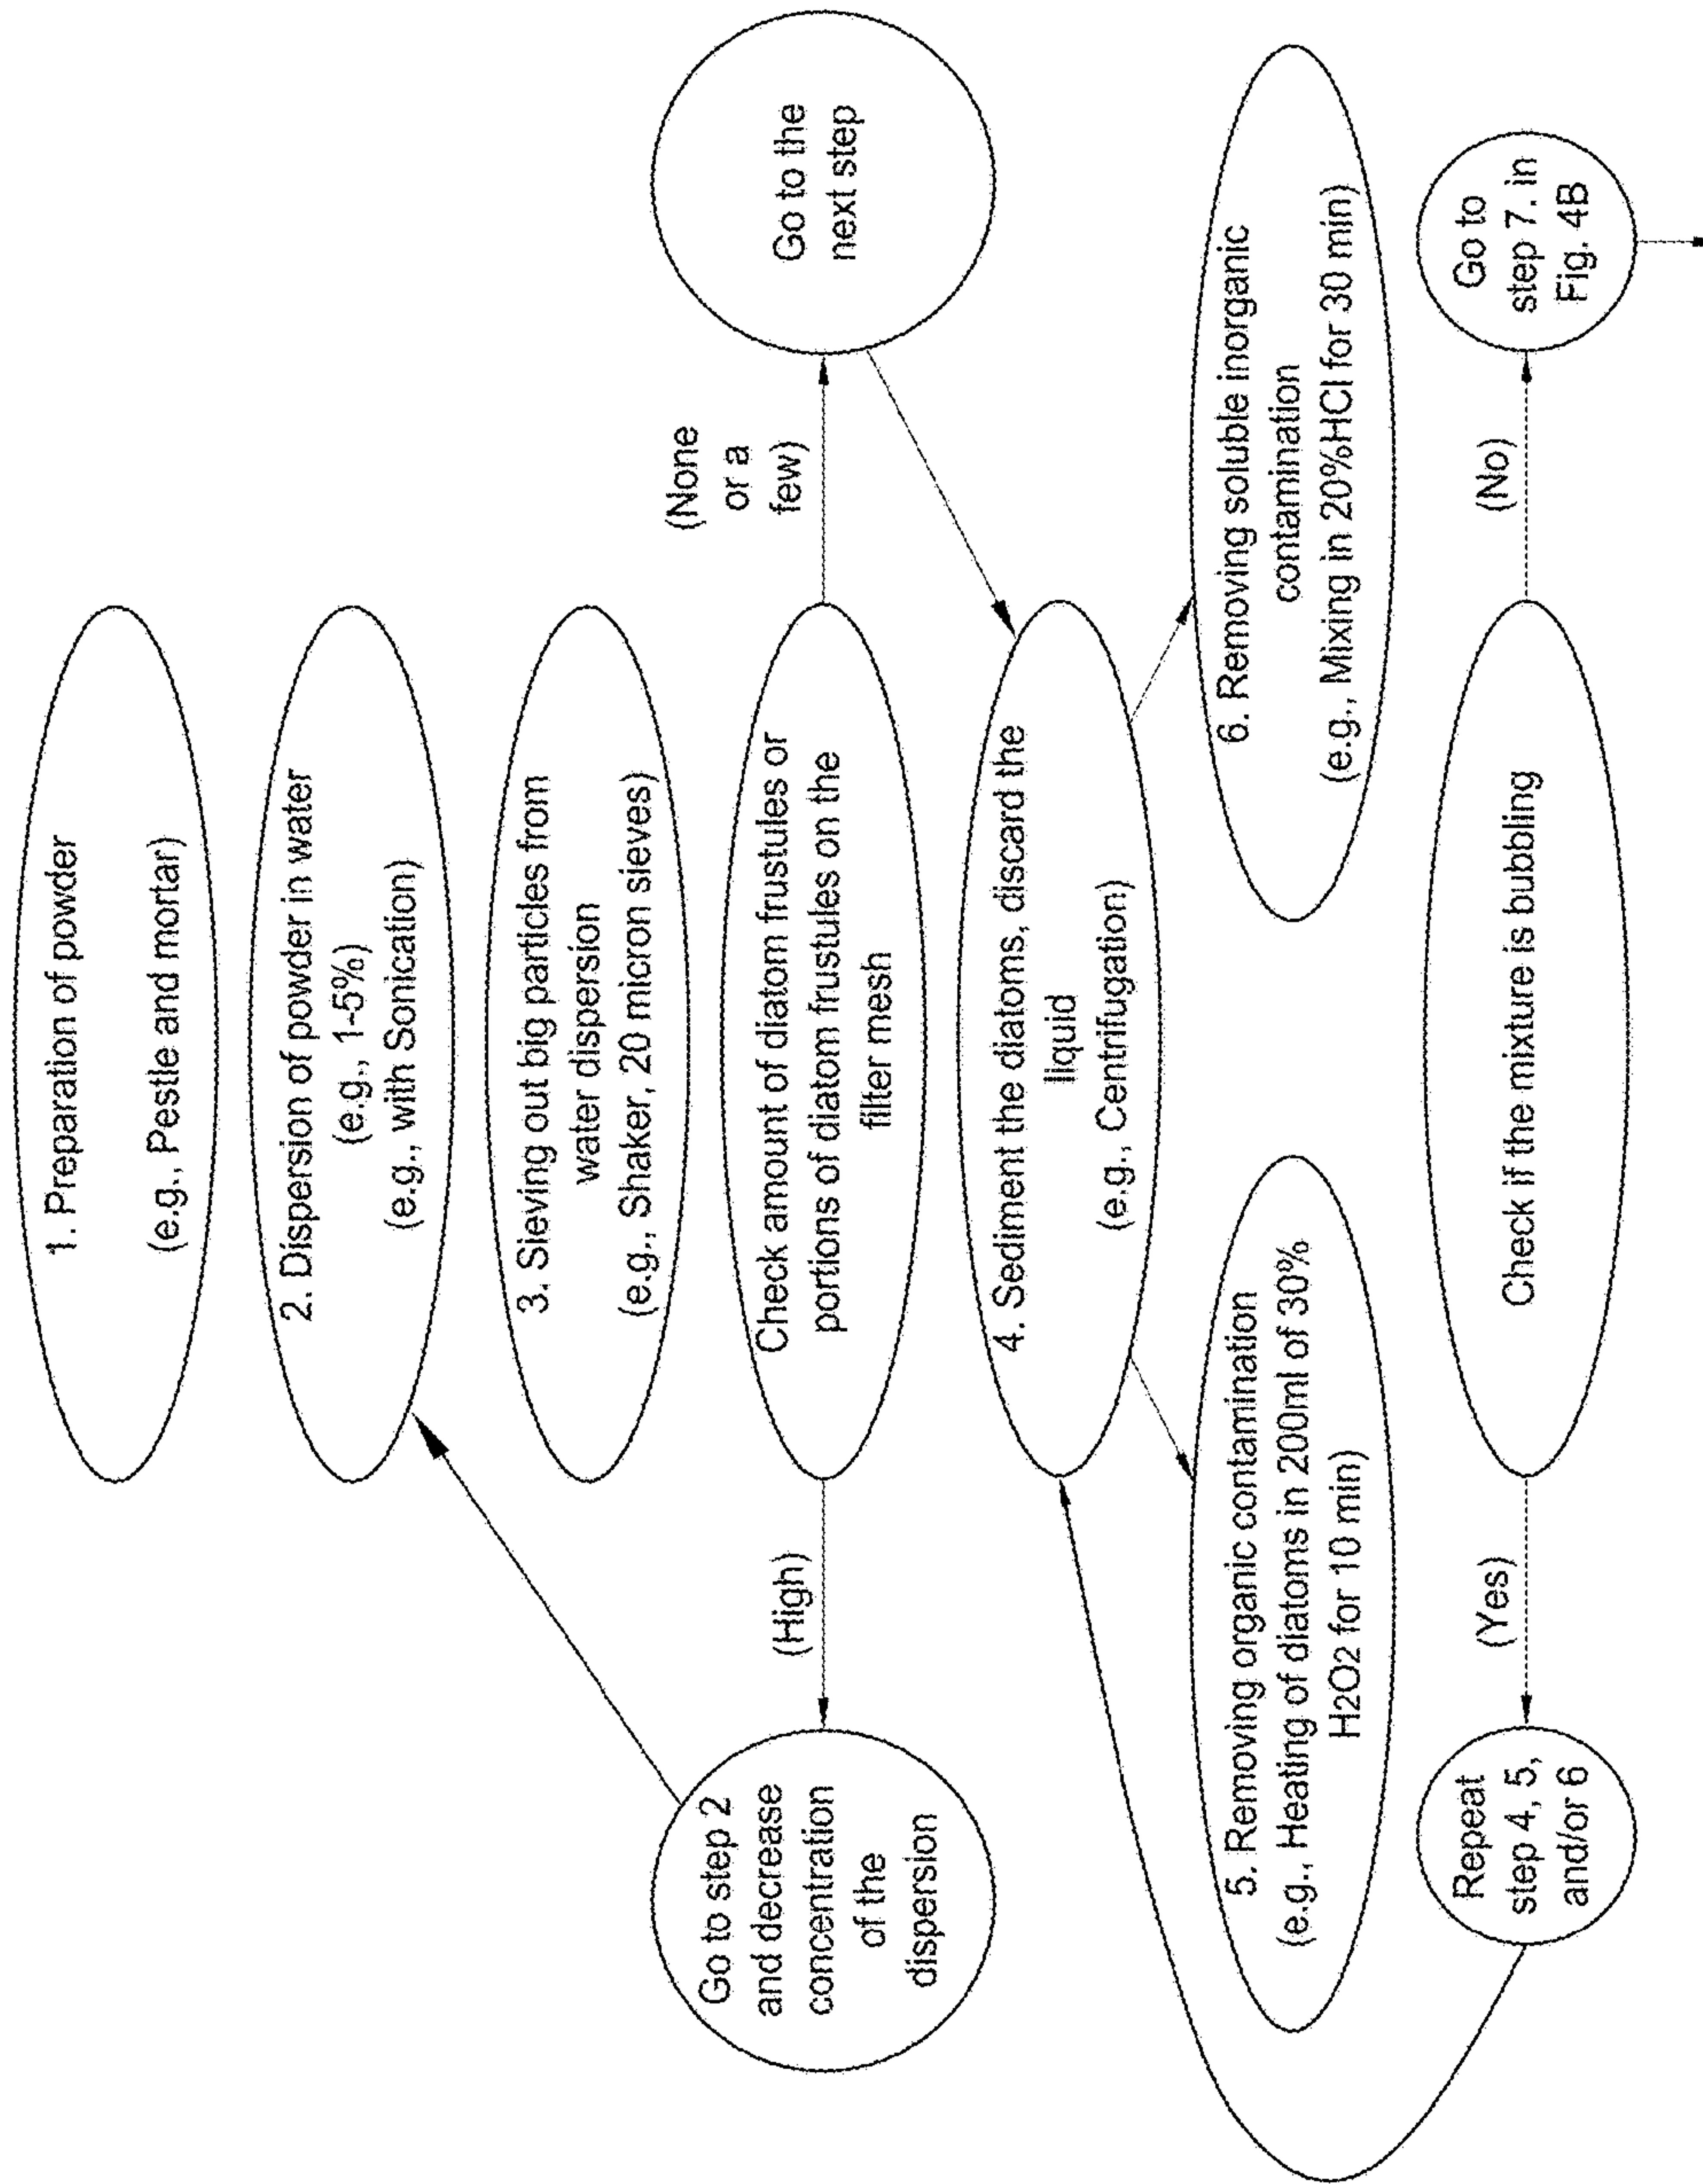 1. Preparation of powder
(e.g., Pestle and mortar)
2. Dispersion of powder in water
(e.g., 1-5%)
(e.g., with Sonication)
3. Sieving out big particles from
water dispersion
(e.g., Shaker, 20 micron sieves)
Check amount of diatom frustules or
portions of diatom frustules on the
filter mesh
(High)
Go to step 2
and decrease
concentration
of the
dispersion
(None
or a
few)
Go to the
next step
4. Sediment the diatoms, discard the
liquid
(e.g., Centrifugation)
5. Removing organic contamination
(e.g., Heating of diatoms in 200ml of 30%
H2O2 for 10 min)
6. Removing soluble inorganic
contamination
(e.g., Mixing in 20%HCl for 30 min)
Check if the mixture is bubbling
(Yes)
Repeat
step 4, 5,
and/or 6
(No)
Go to
step 7. in
Fig. 4B